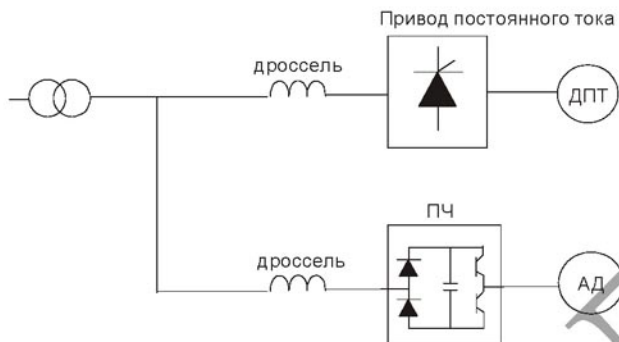 Привод постоянного тока
дроссель
ДПТ
ПЧ
дроссель
АД